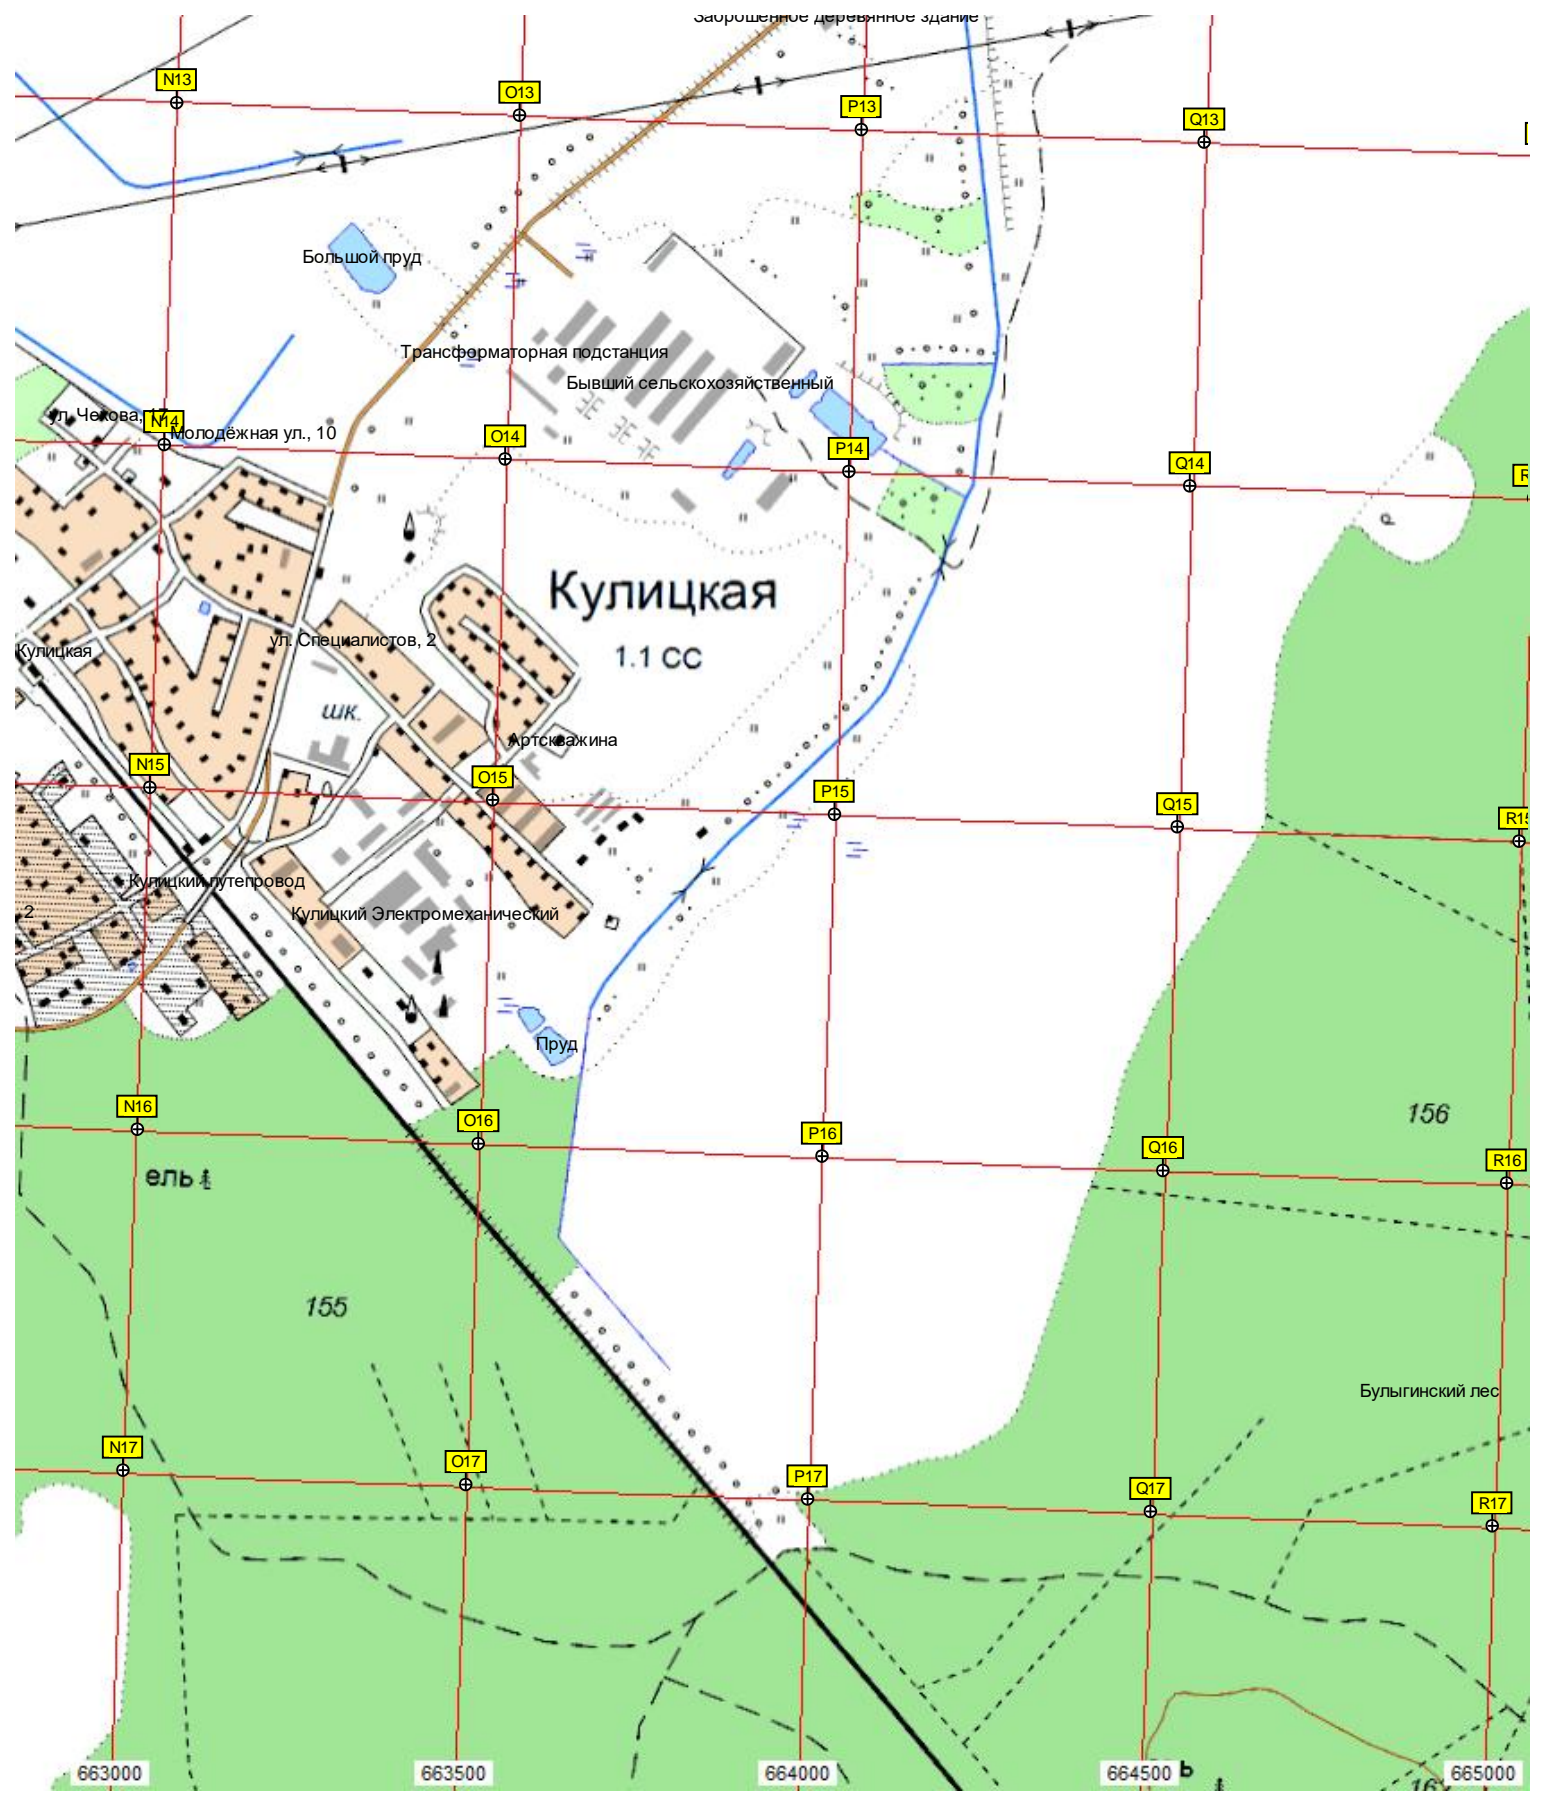 Заброшенное деревянное здание
N13
O13
P13
Q13
Большой пруд
Трансформаторная подстанция
Бывший сельскохозяйственный
ул. Чехова, 17
N14
Молодёжная ул., 10
O14
P14
Q14
R
Кулицкая
1.1 СС
ул. Специалистов, 2
Кулицкая
шк.
Артскважина
N15
O15
P15
Q15
R15
Кулицкий путепровод
2
Кулицкий Электромеханический
Пруд
N16
O16
P16
Q16
R16
156
ель
155
Булыгинский лес
N17
O17
P17
Q17
R17
663000
663500
664000
664500
ь
665000